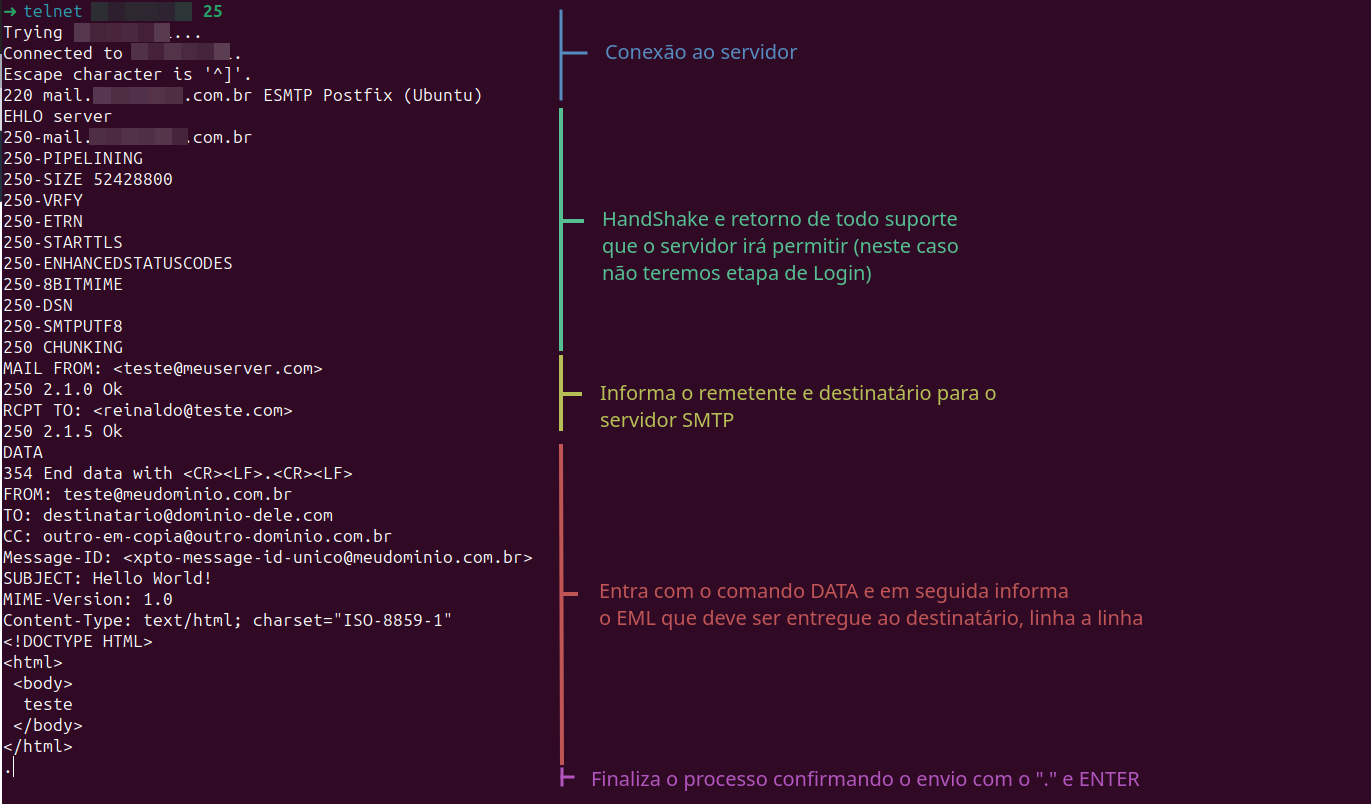 ➜ telnet 25
Trying ...
Connected to .
Escape character is '^]'.
220 mail. .com.br ESMTP Postfix (Ubuntu)
Conexão ao servidor
EHLO server
250-mail. .com.br
250-PIPELINING
250-SIZE 52428800
250-VRFY
250-ETRN
250-STARTTLS
250-ENHANCEDSTATUSCODES
250-8BITMIME
250-DSN
250-SMTPUTF8
250 CHUNKING
HandShake e retorno de todo suporte
que o servidor irá permitir (neste caso
não teremos etapa de Login)
MAIL FROM: <teste@meuserver.com>
250 2.1.0 Ok
RCPT TO: <reinaldo@teste.com>
250 2.1.5 Ok
Informa o remetente e destinatário para o
servidor SMTP
DATA
354 End data with <CR><LF>.<CR><LF>
FROM: teste@meudominio.com.br
TO: destinatario@dominio-dele.com
CC: outro-em-copia@outro-dominio.com.br
Message-ID: <xpto-message-id-unico@meudominio.com.br>
SUBJECT: Hello World!
MIME-Version: 1.0
Content-Type: text/html; charset="ISO-8859-1"
<!DOCTYPE HTML>
<html>
<body>
teste
</body>
</html>
Entra com o comando DATA e em seguida informa
o EML que deve ser entregue ao destinatário, linha a linha
.
Finaliza o processo confirmando o envio com o "." e ENTER